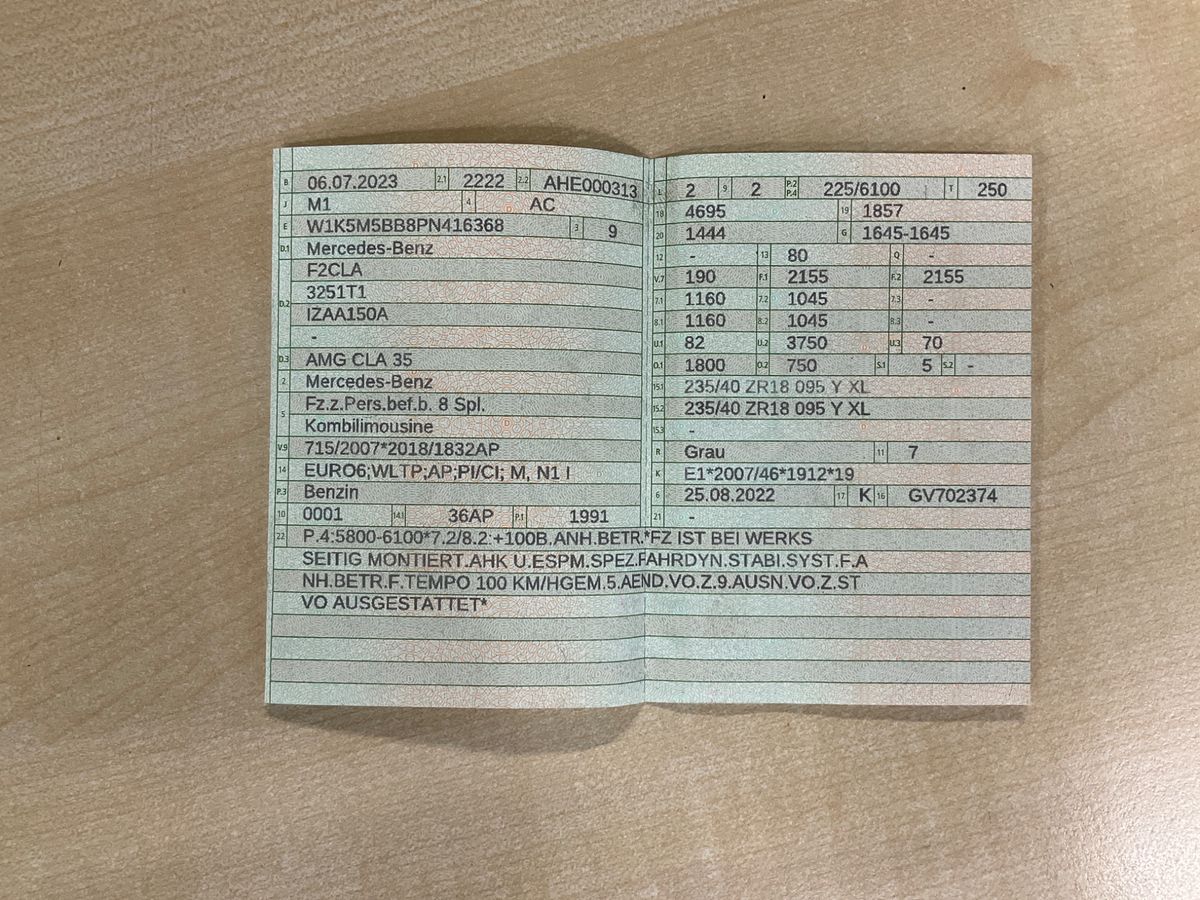 B 06.07.2023 2.1 2222 2.2 AHE000313
J M1 4 AC
E W1K5M5BB8PN416368 3 9
D.1 Mercedes-Benz
F2CLA
D.2 3251T1
IZAA150A
-
D.3 AMG CLA 35
2 Mercedes-Benz
5 Fz.z.Pers.bef.b. 8 Spl.
Kombilimousine
V.9 715/2007*2018/1832AP
14 EURO6;WLTP;AP;PI/CI; M, N1 I
P.3 Benzin
10 0001 14.1 36AP P.1 1991
L 2 9 2 P.2 P.4 225/6100 T 250
18 4695 19 1857
20 1444 G 1645-1645
12 - 13 80 Q -
V.7 190 F.1 2155 F.2 2155
7.1 1160 7.2 1045 7.3 -
8.1 1160 8.2 1045 8.3 -
U.1 82 U.2 3750 U.3 70
O.1 1800 O.2 750 S.1 5 S.2 -
15.1 235/40 ZR18 095 Y XL
15.2 235/40 ZR18 095 Y XL
15.3 -
R Grau 11 7
K E1*2007/46*1912*19
6 25.08.2022 17 K 16 GV702374
21 -
22 P.4:5800-6100*7.2/8.2:+100B.ANH.BETR.*FZ IST BEI WERKS
SEITIG MONTIERT.AHK U.ESPM.SPEZ.FAHRDYN.STABI.SYST.F.A
NH.BETR.F.TEMPO 100 KM/HGEM.5.AEND.VO.Z.9.AUSN.VO.Z.ST
VO AUSGESTATTET*